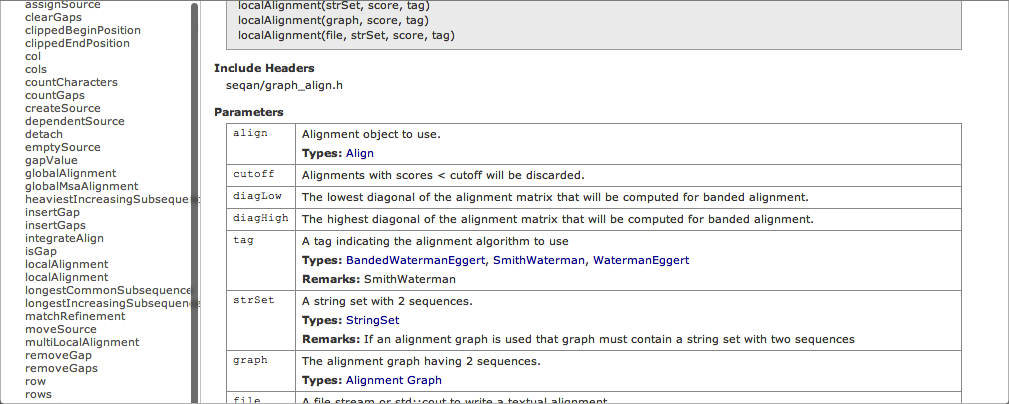 assignSource
clearGaps
clippedBeginPosition
clippedEndPosition
col
cols
countCharacters
countGaps
createSource
dependentSource
detach
emptySource
gapValue
globalAlignment
globalMsaAlignment
heaviestIncreasingSubsequenc
insertGap
insertGaps
integrateAlign
isGap
localAlignment
localAlignment
longestCommonSubsequence
longestIncreasingSubsequenc
matchRefinement
moveSource
multiLocalAlignment
removeGap
removeGaps
row
rows
localAlignment(strSet, score, tag)
localAlignment(graph, score, tag)
localAlignment(file, strSet, score, tag)
Include Headers
seqan/graph_align.h
Parameters
align Alignment object to use.
Types: Align
cutoff Alignments with scores < cutoff will be discarded.
diagLow The lowest diagonal of the alignment matrix that will be computed for banded alignment.
diagHigh The highest diagonal of the alignment matrix that will be computed for banded alignment.
tag A tag indicating the alignment algorithm to use
Types: BandedWatermanEggert, SmithWaterman, WatermanEggert
Remarks: SmithWaterman
strSet A string set with 2 sequences.
Types: StringSet
Remarks: If an alignment graph is used that graph must contain a string set with two sequences
graph The alignment graph having 2 sequences.
Types: Alignment Graph
file A file stream or std::cout to write a textual alignment